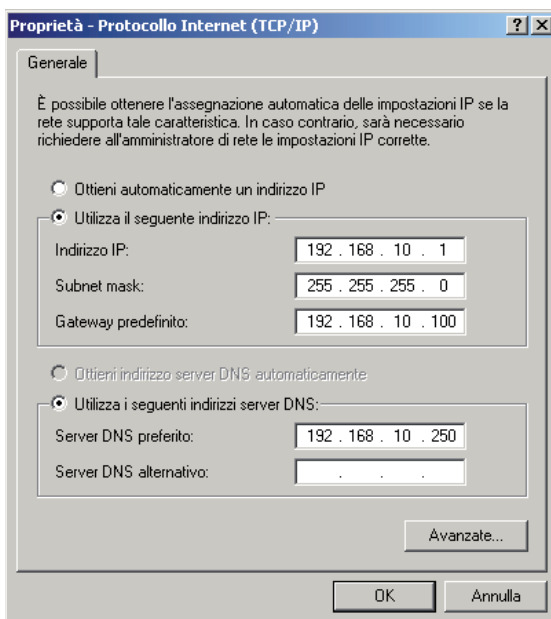 Proprietà - Protocollo Internet (TCP/IP)
Generale
È possibile ottenere l'assegnazione automatica delle impostazioni IP se la
rete supporta tale caratteristica. In caso contrario, sarà necessario
richiedere all'amministratore di rete le impostazioni IP corrette.
Ottieni automaticamente un indirizzo IP
Utilizza il seguente indirizzo IP:
Indirizzo IP: 192 . 168 . 10 . 1
Subnet mask: 255 . 255 . 255 . 0
Gateway predefinito: 192 . 168 . 10 . 100
Ottieni indirizzo server DNS automaticamente
Utilizza i seguenti indirizzi server DNS:
Server DNS preferito: 192 . 168 . 10 . 250
Server DNS alternativo: . . .
Avanzate...
OK Annulla